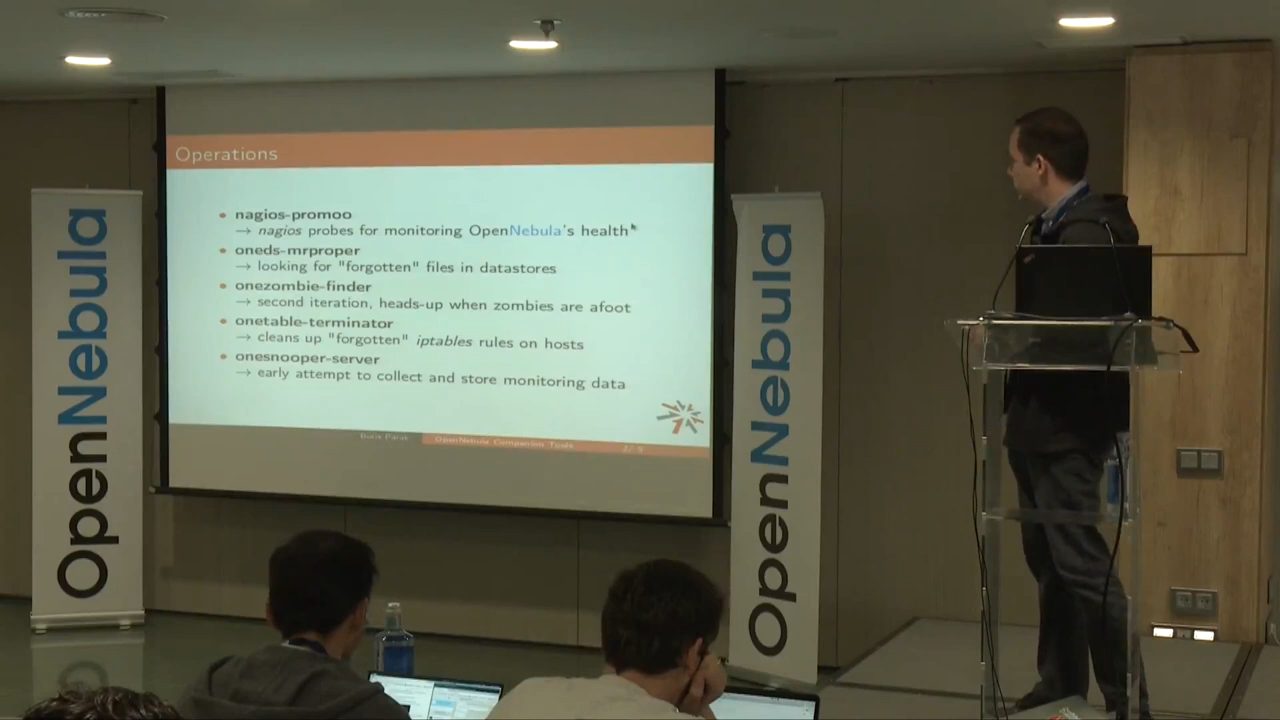 Operations
nagios-promoo
→ nagios probes for monitoring OpenNebula's health
oneds-mrproper
→ looking for "forgotten" files in datastores
onezombie-finder
→ second iteration, heads-up when zombies are afoot
onetable-terminator
→ cleans up "forgotten" iptables rules on hosts
onesnooper-server
→ early attempt to collect and store monitoring data
OpenNebula Companion Tools
OpenNebula
OpenNebula